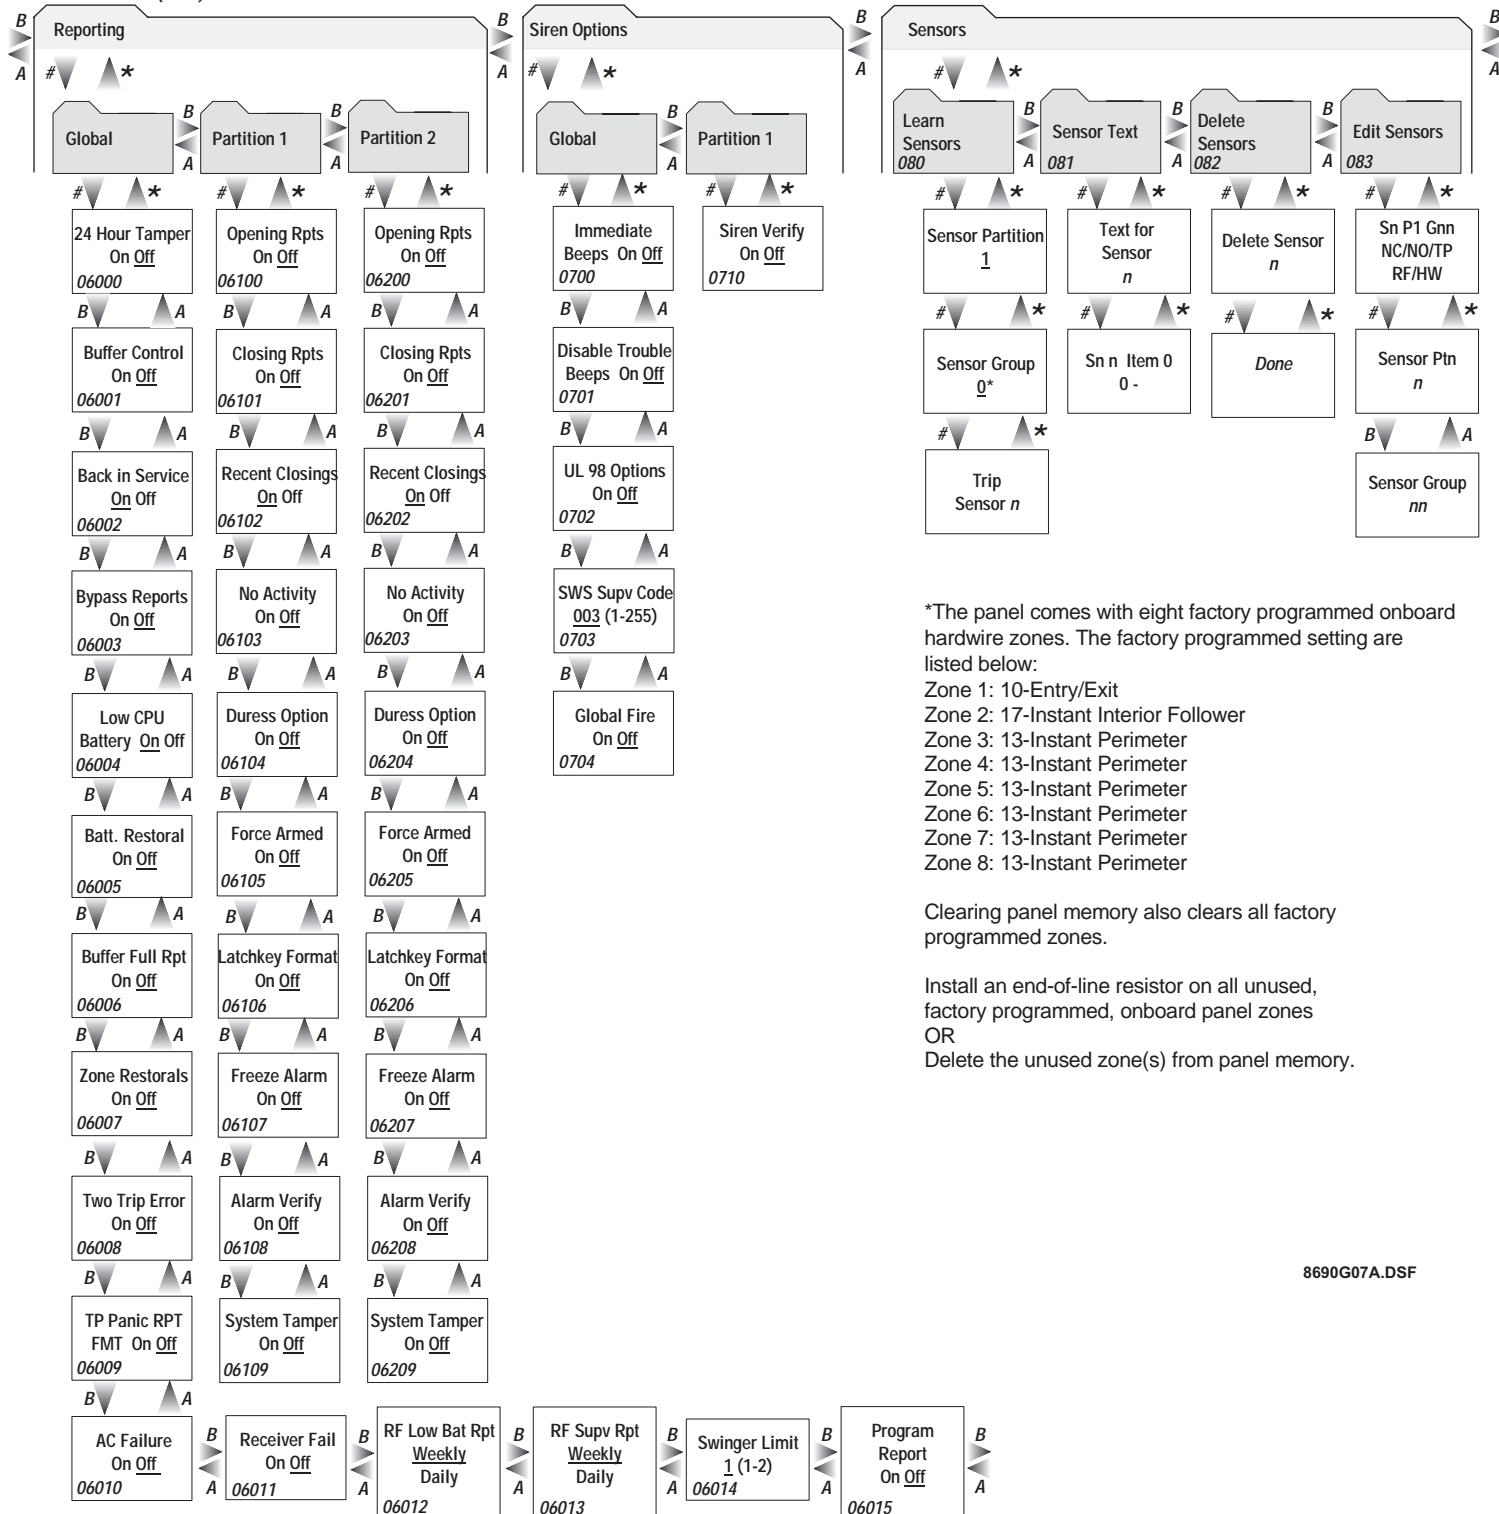 Reporting
Siren Options
Sensors
B
A
B
A
B
A
B
A
#
*
#
*
#
*
Global
B
A
Partition 1
B
A
Partition 2
Global
B
A
Partition 1
Learn
Sensors
080
B
A
Sensor Text
081
B
A
Delete
Sensors
082
B
A
Edit Sensors
083
# * # * # * # * # * # * # * # * # *
24 Hour Tamper
On Off
06000
B A
Buffer Control
On Off
06001
B A
Back in Service
On Off
06002
B A
Bypass Reports
On Off
06003
B A
Low CPU
Battery On Off
06004
B A
Batt. Restoral
On Off
06005
B A
Buffer Full Rpt
On Off
06006
B A
Zone Restorals
On Off
06007
B A
Two Trip Error
On Off
06008
B A
TP Panic RPT
FMT On Off
06009
B A
AC Failure
On Off
06010
B
A
Receiver Fail
On Off
06011
B
A
RF Low Bat Rpt
Weekly
Daily
06012
B
A
RF Supv Rpt
Weekly
Daily
06013
B
A
Swinger Limit
1 (1-2)
06014
B
A
Program
Report
On Off
06015
B
A
Opening Rpts
On Off
06100
B A
Closing Rpts
On Off
06101
B A
Recent Closings
On Off
06102
B A
No Activity
On Off
06103
B A
Duress Option
On Off
06104
B A
Force Armed
On Off
06105
B A
Latchkey Format
On Off
06106
B A
Freeze Alarm
On Off
06107
B A
Alarm Verify
On Off
06108
B A
System Tamper
On Off
06109
Opening Rpts
On Off
06200
B A
Closing Rpts
On Off
06201
B A
Recent Closings
On Off
06202
B A
No Activity
On Off
06203
B A
Duress Option
On Off
06204
B A
Force Armed
On Off
06205
B A
Latchkey Format
On Off
06206
B A
Freeze Alarm
On Off
06207
B A
Alarm Verify
On Off
06208
B A
System Tamper
On Off
06209
Immediate
Beeps On Off
0700
B A
Disable Trouble
Beeps On Off
0701
B A
UL 98 Options
On Off
0702
B A
SWS Supv Code
003 (1-255)
0703
B A
Global Fire
On Off
0704
Siren Verify
On Off
0710
Sensor Partition
1
# *
Sensor Group
0*
# *
Trip
Sensor n
Text for
Sensor
n
# *
Sn n Item 0
0 -
Delete Sensor
n
# *
Done
Sn P1 Gnn
NC/NO/TP
RF/HW
# *
Sensor Ptn
n
B A
Sensor Group
nn
*The panel comes with eight factory programmed onboard
hardwire zones. The factory programmed setting are
listed below:
Zone 1: 10-Entry/Exit
Zone 2: 17-Instant Interior Follower
Zone 3: 13-Instant Perimeter
Zone 4: 13-Instant Perimeter
Zone 5: 13-Instant Perimeter
Zone 6: 13-Instant Perimeter
Zone 7: 13-Instant Perimeter
Zone 8: 13-Instant Perimeter
Clearing panel memory also clears all factory
programmed zones.
Install an end-of-line resistor on all unused,
factory programmed, onboard panel zones
OR
Delete the unused zone(s) from panel memory.
8690G07A.DSF